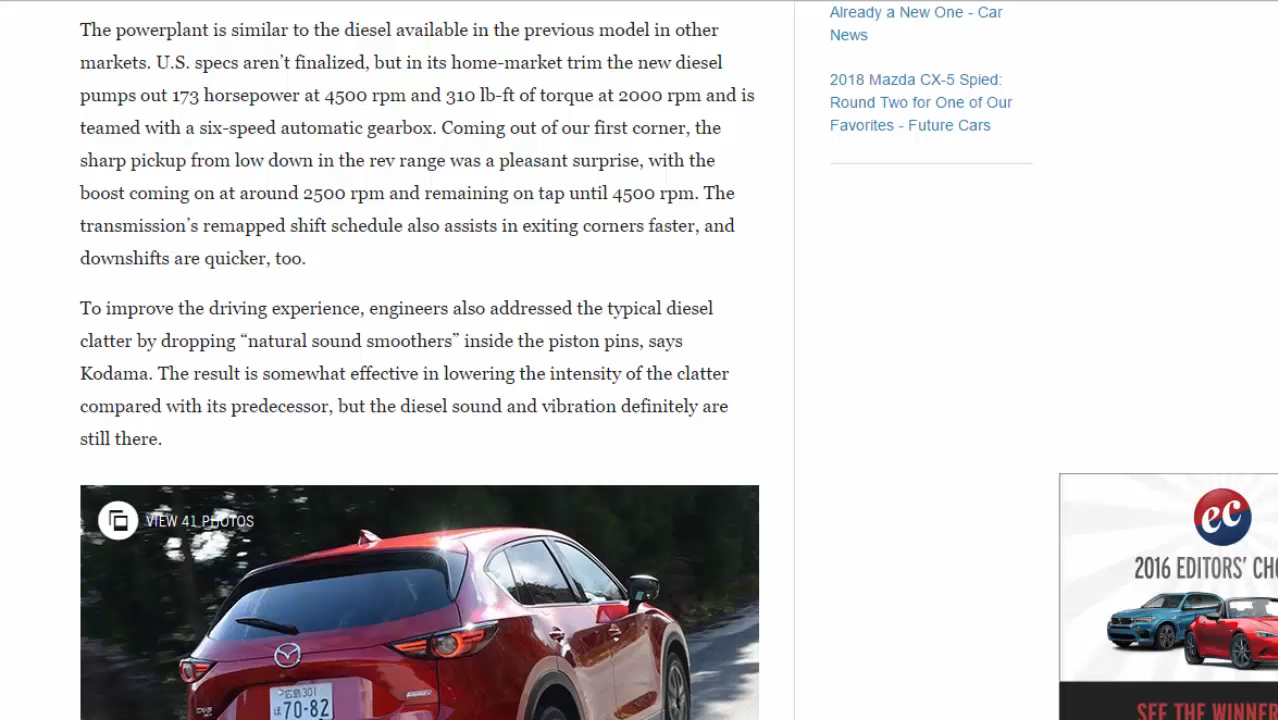 The powerplant is similar to the diesel available in the previous model in other
markets. U.S. specs aren’t finalized, but in its home-market trim the new diesel
pumps out 173 horsepower at 4500 rpm and 310 lb-ft of torque at 2000 rpm and is
teamed with a six-speed automatic gearbox. Coming out of our first corner, the
sharp pickup from low down in the rev range was a pleasant surprise, with the
boost coming on at around 2500 rpm and remaining on tap until 4500 rpm. The
transmission’s remapped shift schedule also assists in exiting corners faster, and
downshifts are quicker, too.
To improve the driving experience, engineers also addressed the typical diesel
clatter by dropping “natural sound smoothers” inside the piston pins, says
Kodama. The result is somewhat effective in lowering the intensity of the clatter
compared with its predecessor, but the diesel sound and vibration definitely are
still there.
VIEW 41 PHOTOS
広島 301
ほ 70-82
Already a New One - Car
News
2018 Mazda CX-5 Spied:
Round Two for One of Our
Favorites - Future Cars
ec
2016 EDITORS’ CHO
SEE THE WINNER